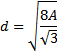 d = √(8A/√3)